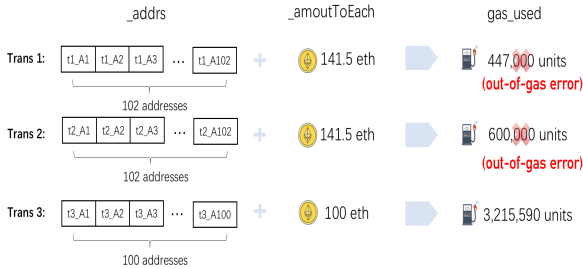 _addrs _amoutToEach gas_used
Trans 1: t1_A1 t1_A2 t1_A3 ... t1_A102 + 141.5 eth 447,000 units
(out-of-gas error)
102 addresses
Trans 2: t2_A1 t2_A2 t2_A3 ... t2_A102 + 141.5 eth 600,000 units
(out-of-gas error)
102 addresses
Trans 3: t3_A1 t3_A2 t3_A3 ... t3_A100 + 100 eth 3,215,590 units
100 addresses